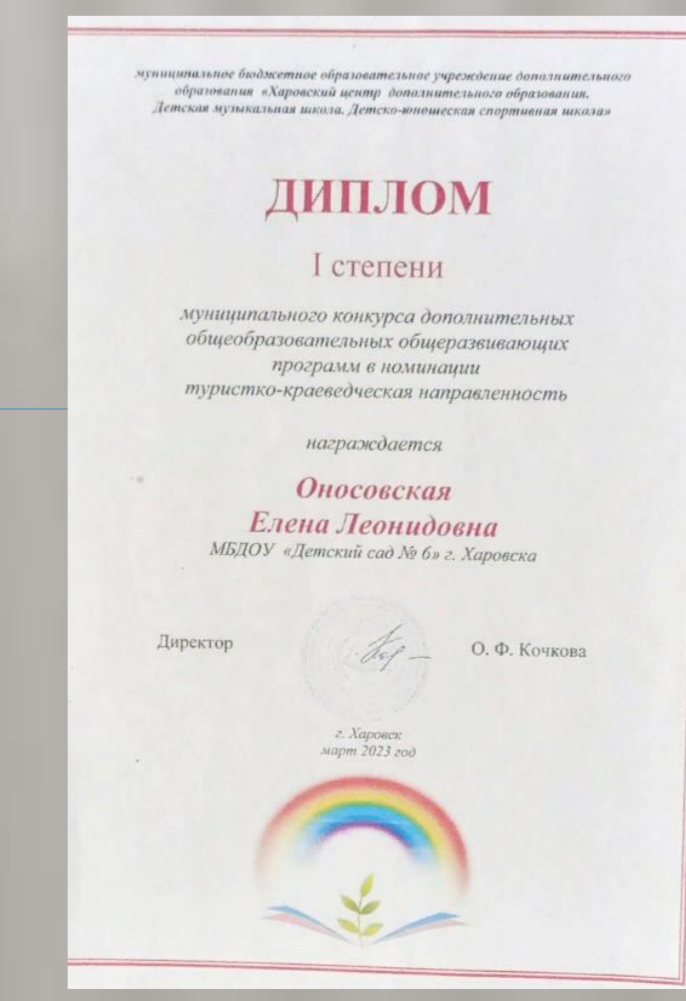 муниципальное бюджетное образовательное учреждение дополнительного
образования «Харовский центр дополнительного образования.
Детская музыкальная школа. Детско-юношеская спортивная школа»
ДИПЛОМ
I степени
муниципального конкурса дополнительных
общеобразовательных общеразвивающих
программ в номинации
туристко-краеведческая направленность
награждается
Оносовская
Елена Леонидовна
МБДОУ «Детский сад № 6» г. Харовска
Директор
О. Ф. Кочкова
г. Харовск
март 2023 год